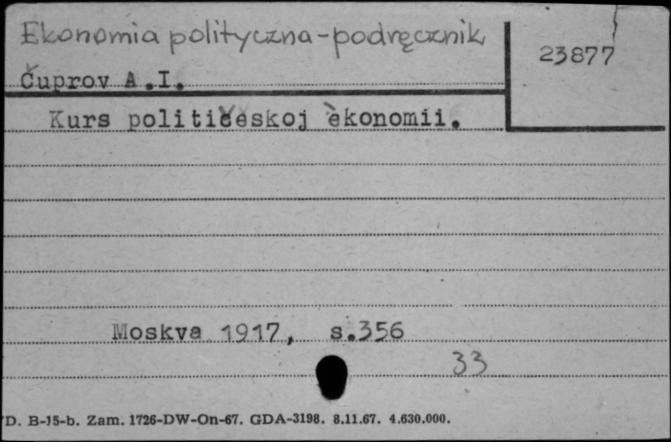 Ekonomia polityczna-podręcznik
23877
Čuprov A.I.
Kurs političeskoj èkonomii.
Moskva 1917, s.356
33
D. B-15-b. Zam. 1726-DW-On-67. GDA-3198. 8.11.67. 4.630.000.